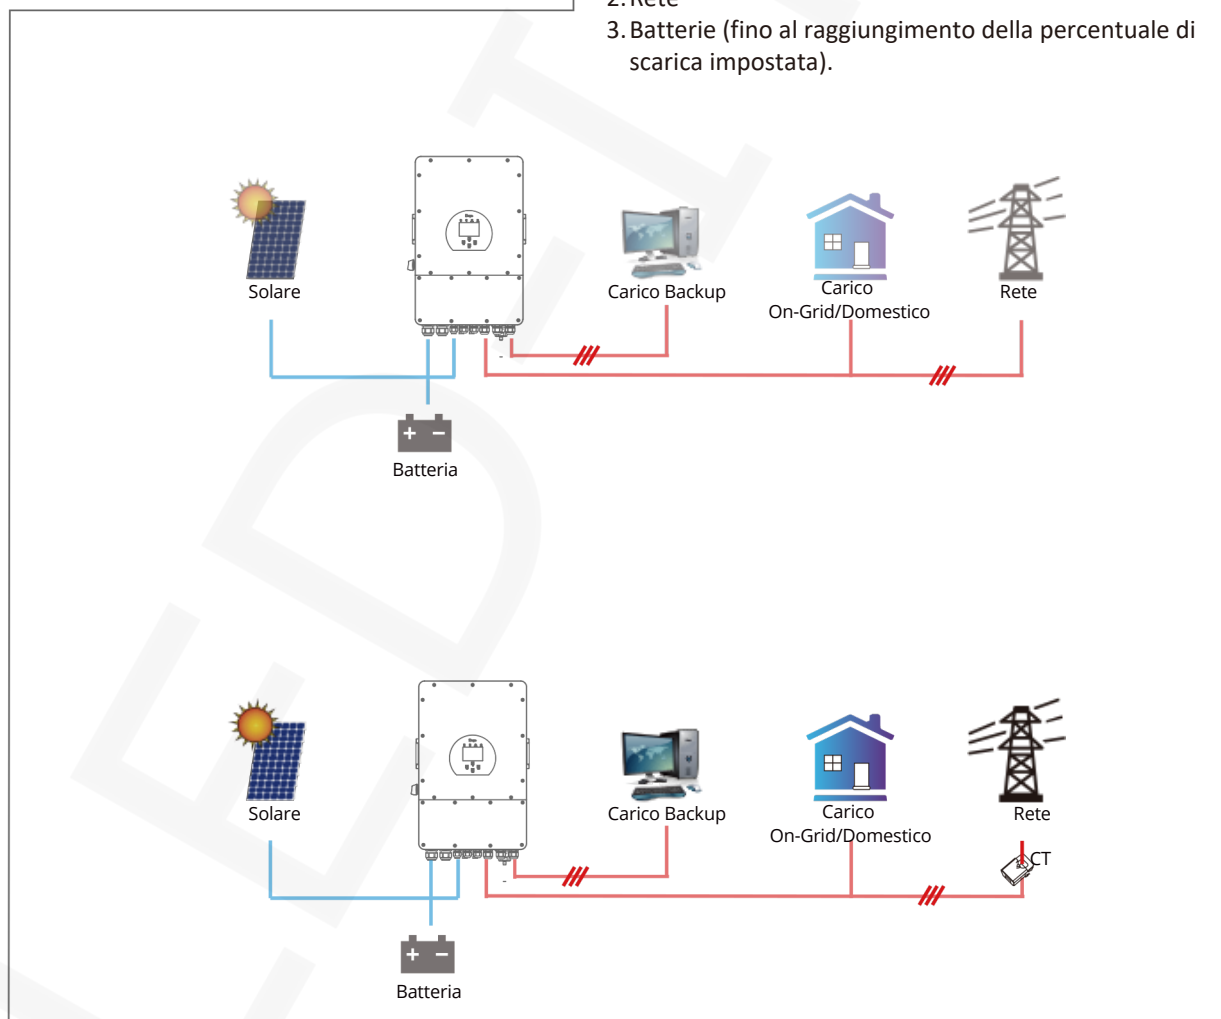 2. Rete
3. Batterie (fino al raggiungimento della percentuale di
scarica impostata).
Solare
Carico Backup
Carico
On-Grid/Domestico
Rete
Batteria
Solare
Carico Backup
Carico
On-Grid/Domestico
Rete
CT
Batteria